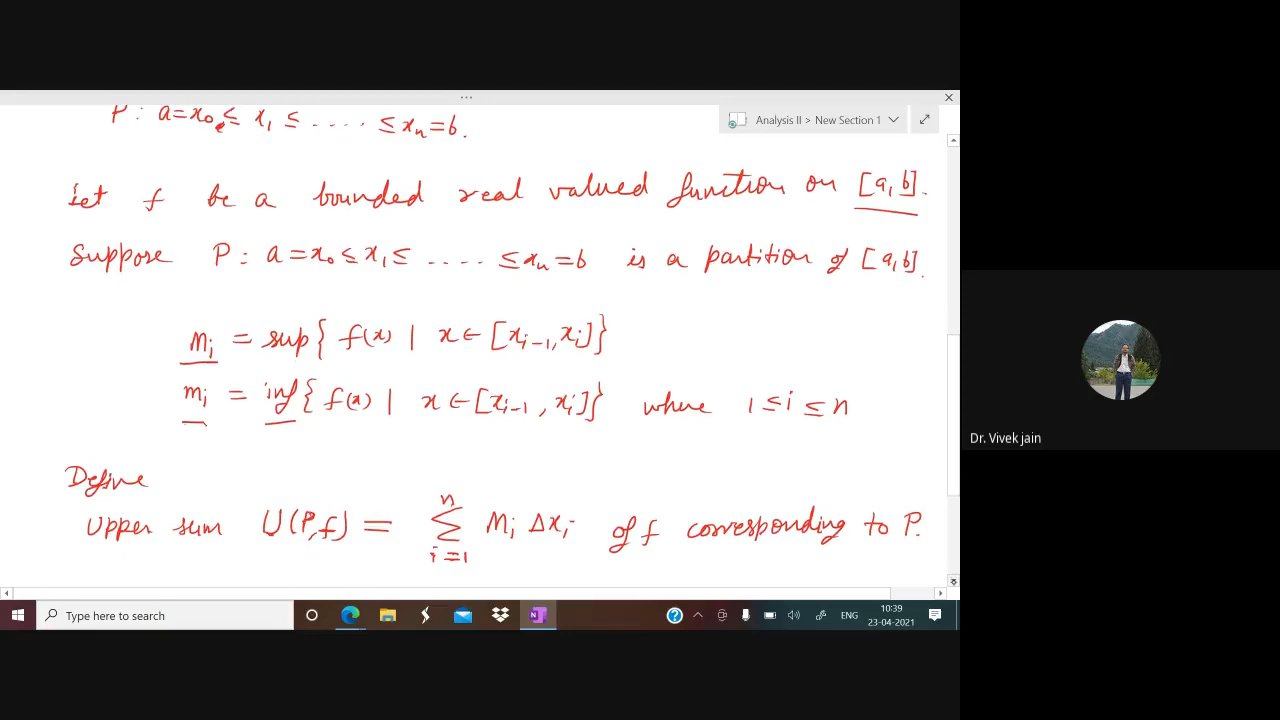 P: a=x₀ ≤ x₁ ≤ ..... ≤ xₙ=b.
Analysis II > New Section 1
Let f be a bounded real valued function on [a,b].
Suppose P: a=x₀≤x₁≤ ..... ≤xₙ=b is a partition of [a,b].
Mᵢ = sup{ f(x) | x∈[xᵢ₋₁,xᵢ]}
mᵢ = inf{ f(x) | x∈[xᵢ₋₁, xᵢ]} where 1≤i≤n
Dr. Vivek jain
Define
Upper sum U(P,f) = n∑i=1 Mᵢ Δxᵢ of f corresponding to P.
Type here to search
ENG
10:39
23-04-2021